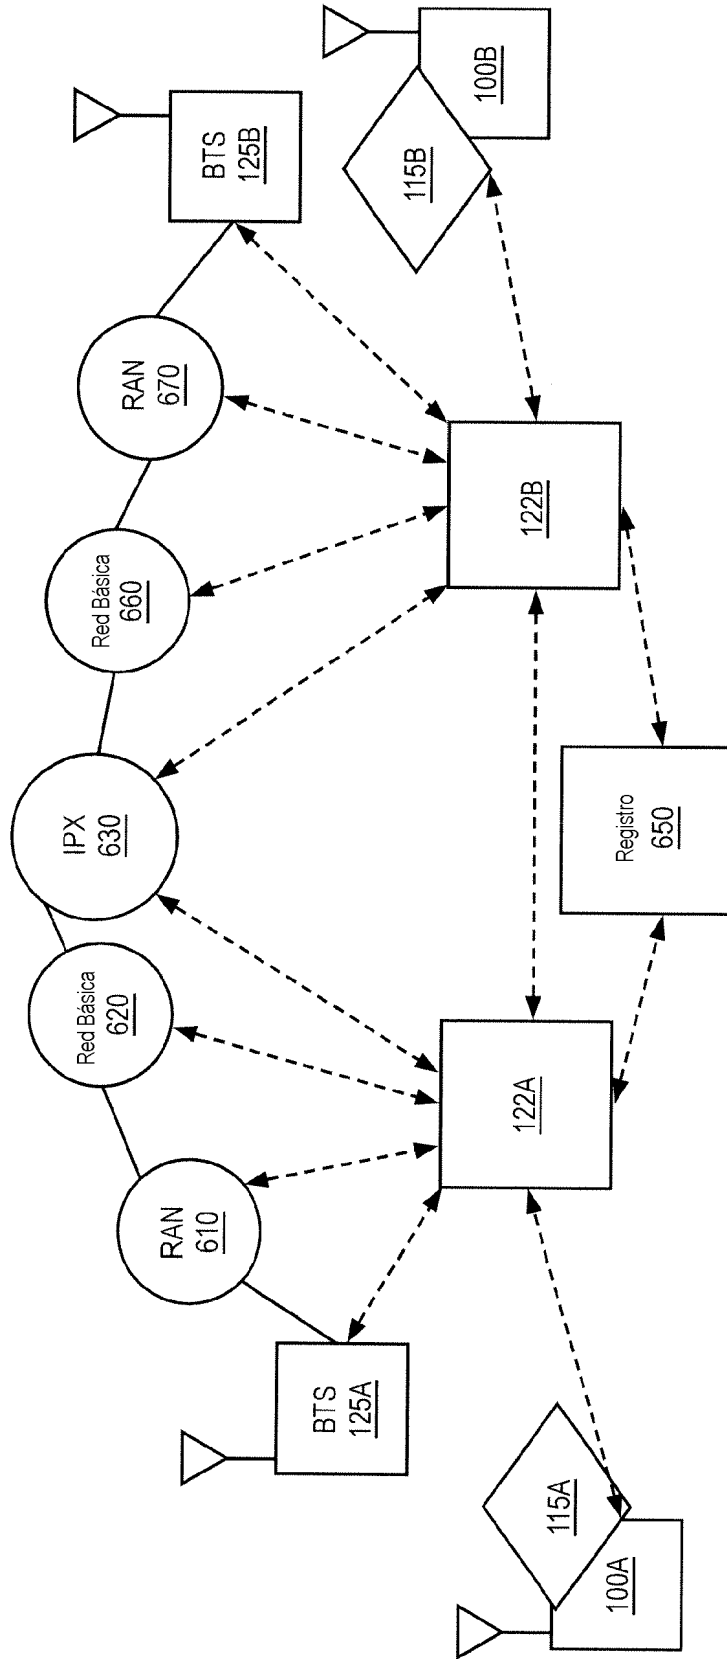 BTS
125A
RAN
610
Red Básica
620
IPX
630
Red Básica
660
RAN
670
BTS
125B
115A
100A
122A
Registro
650
122B
115B
100B